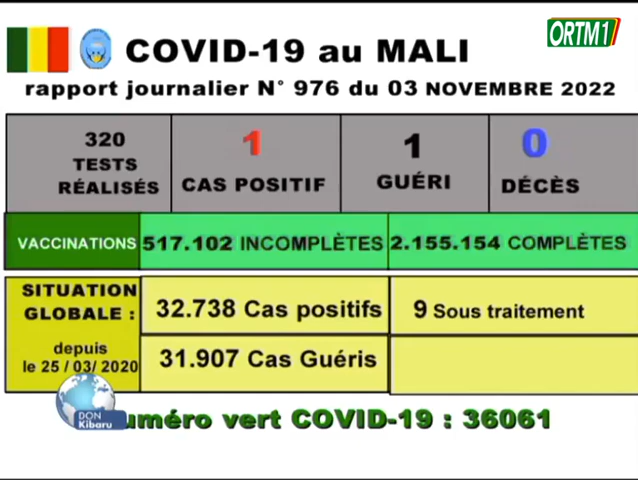 ORTM1
COVID-19 au MALI
rapport journalier N° 976 du 03 NOVEMBRE 2022
320 TESTS RÉALISÉS
1 CAS POSITIF
1 GUÉRI
0 DÉCÈS
VACCINATIONS 517.102 INCOMPLÈTES 2.155.154 COMPLÈTES
SITUATION GLOBALE :
depuis le 25 / 03/ 2020
32.738 Cas positifs
9 Sous traitement
31.907 Cas Guéris
DON Kibaru
uméro vert COVID-19 : 36061